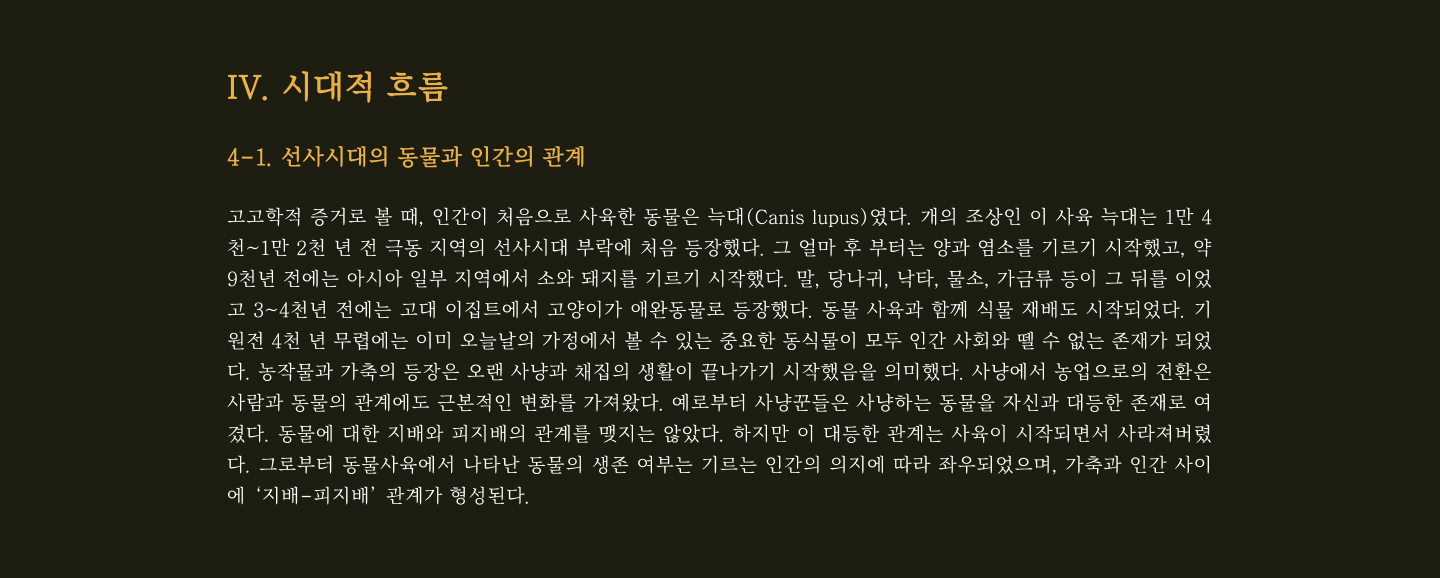 IV. 시대적 흐름
4-1. 선사시대의 동물과 인간의 관계
고고학적 증거로 볼 때, 인간이 처음으로 사육한 동물은 늑대(Canis lupus)였다. 개의 조상인 이 사육 늑대는 1만 4
천~1만 2천 년 전 극동 지역의 선사시대 부락에 처음 등장했다. 그 얼마 후 부터는 양과 염소를 기르기 시작했고, 약
9천년 전에는 아시아 일부 지역에서 소와 돼지를 기르기 시작했다. 말, 당나귀, 낙타, 물소, 가금류 등이 그 뒤를 이었
고 3~4천년 전에는 고대 이집트에서 고양이가 애완동물로 등장했다. 동물 사육과 함께 식물 재배도 시작되었다. 기
원전 4천 년 무렵에는 이미 오늘날의 가정에서 볼 수 있는 중요한 동식물이 모두 인간 사회와 뗄 수 없는 존재가 되었
다. 농작물과 가축의 등장은 오랜 사냥과 채집의 생활이 끝나가기 시작했음을 의미했다. 사냥에서 농업으로의 전환은
사람과 동물의 관계에도 근본적인 변화를 가져왔다. 예로부터 사냥꾼들은 사냥하는 동물을 자신과 대등한 존재로 여
겼다. 동물에 대한 지배와 피지배의 관계를 맺지는 않았다. 하지만 이 대등한 관계는 사육이 시작되면서 사라져버렸
다. 그로부터 동물사육에서 나타난 동물의 생존 여부는 기르는 인간의 의지에 따라 좌우되었으며, 가축과 인간 사이
에 ‘지배-피지배’ 관계가 형성된다.